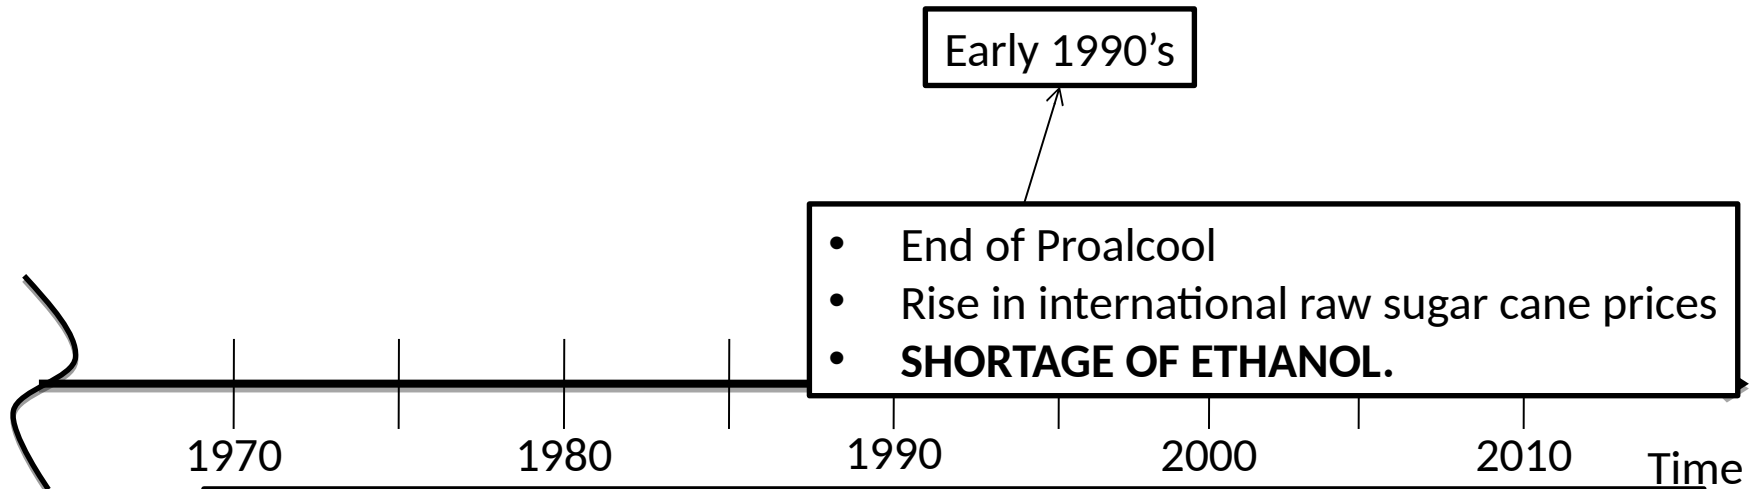 Early 1990’s
• End of Proalcool
• Rise in international raw sugar cane prices
• SHORTAGE OF ETHANOL.
1970 1980 1990 2000 2010 Time